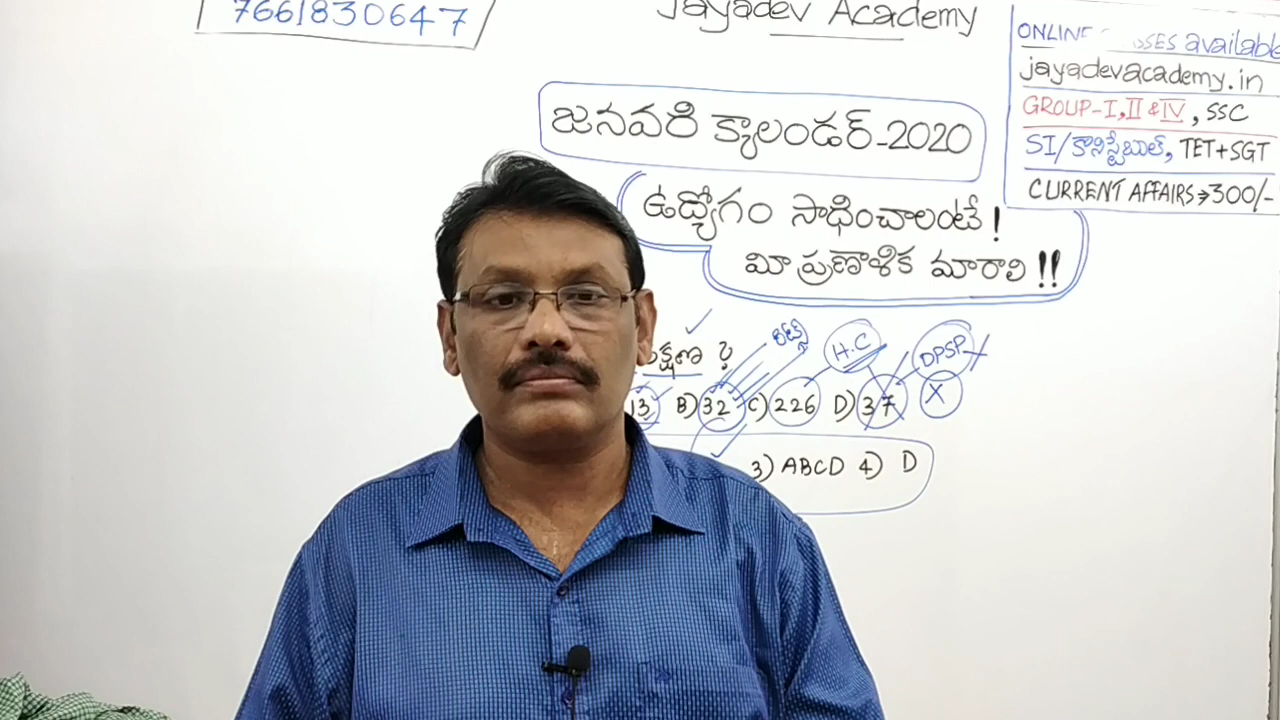 7661830647
Jayadev Academy
ONLINE available
jayadevacademy.in
GROUP-I,II &IV, SSC
SI/కానిస్టేబుల్, TET+SGT
CURRENT AFFAIRS→300/-
జనవరి క్యాలండర్-2020
ఉద్యోగం సాధించాలంటే!
మీ ప్రణాళిక మారాలి!!
రిట్స్ H.C DPSP X
?
13 B)32 C)226 D)37 X
3)ABCD 4) D